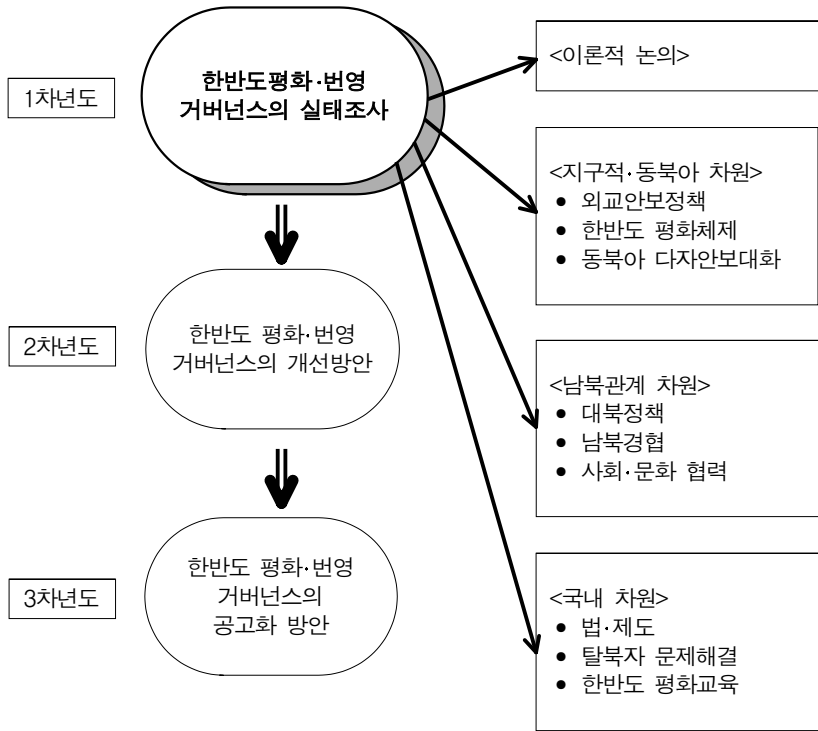 1차년도
한반도평화·번영
거버넌스의 실태조사
<이론적 논의>
<지구적·동북아 차원>
● 외교안보정책
● 한반도 평화체제
● 동북아 다자안보대화
2차년도
한반도 평화·번영
거버넌스의 개선방안
<남북관계 차원>
● 대북정책
● 남북경협
● 사회·문화 협력
3차년도
한반도 평화·번영
거버넌스의
공고화 방안
<국내 차원>
● 법·제도
● 탈북자 문제해결
● 한반도 평화교육